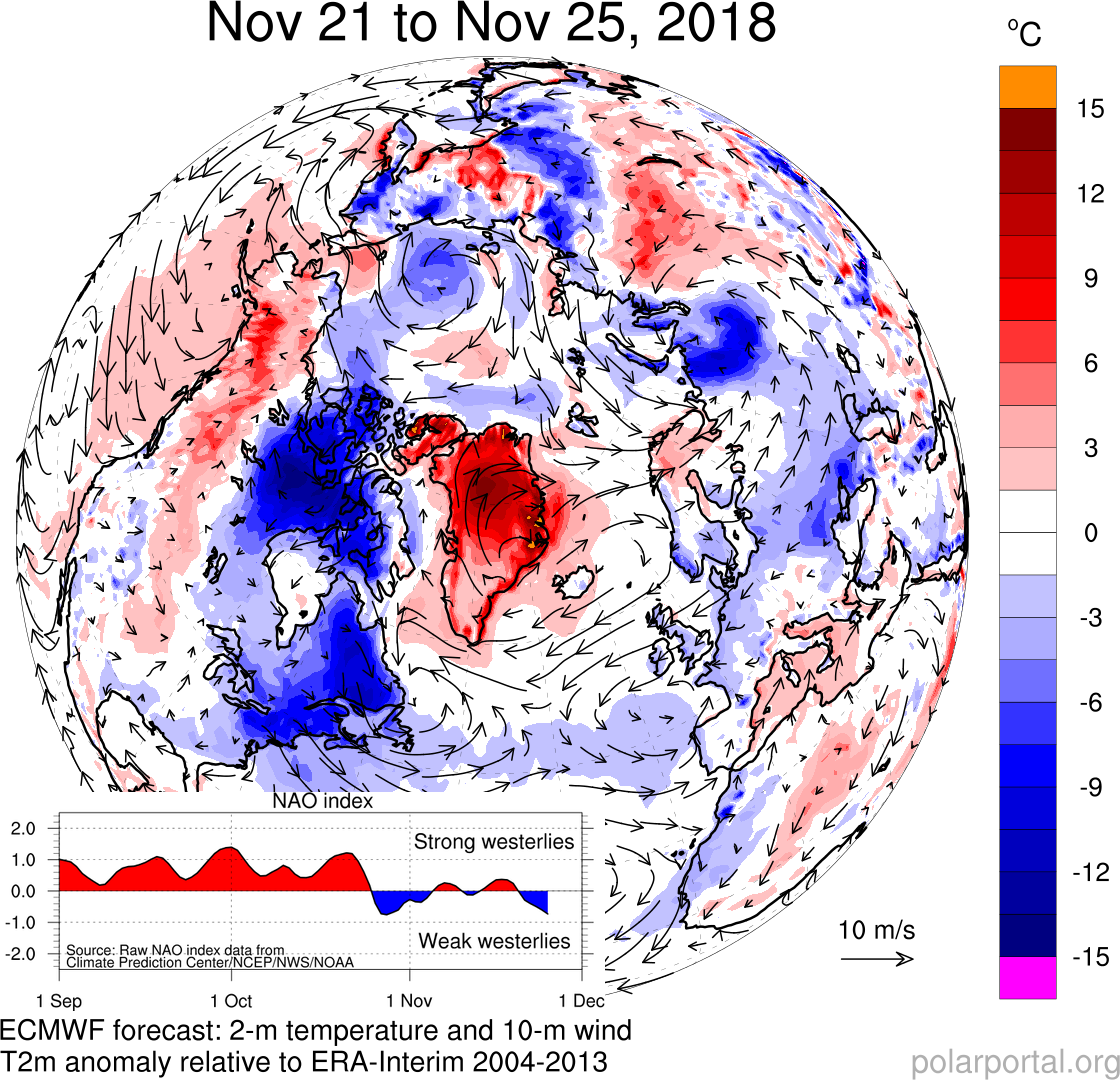 Nov 21 to Nov 25, 2018
°C
15
12
9
6
3
0
-3
-6
-9
-12
-15
10 m/s
NAO index
2.0
1.0
0.0
-1.0
-2.0
Strong westerlies
Weak westerlies
Source: Raw NAO index data from
Climate Prediction Center/NCEP/NWS/NOAA
1 Sep
1 Oct
1 Nov
1 Dec
ECMWF forecast: 2-m temperature and 10-m wind
T2m anomaly relative to ERA-Interim 2004-2013
polarportal.org